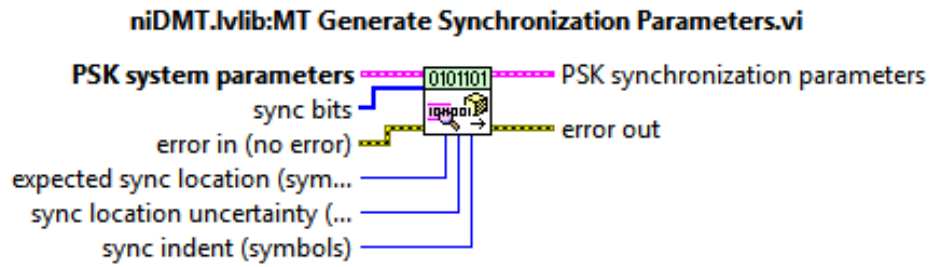 niDMT.lvlib:MT Generate Synchronization Parameters.vi
PSK system parameters
0101101
PSK synchronization parameters
sync bits
error in (no error)
error out
expected sync location (sym...
sync location uncertainty (...
sync indent (symbols)